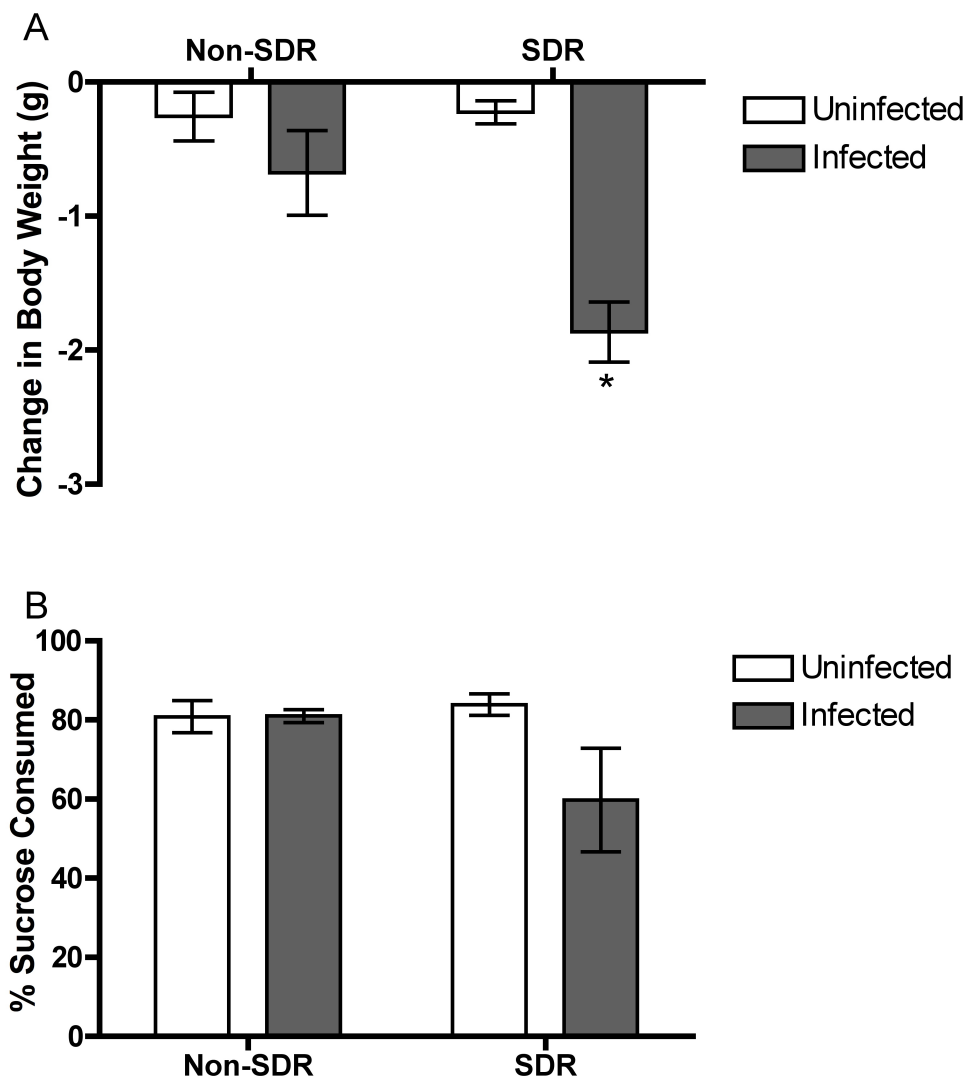 A
Non-SDR SDR
0
-1
-2
-3
Change in Body Weight (g)
Uninfected
Infected
*
B
100
80
60
40
20
0
% Sucrose Consumed
Uninfected
Infected
Non-SDR SDR